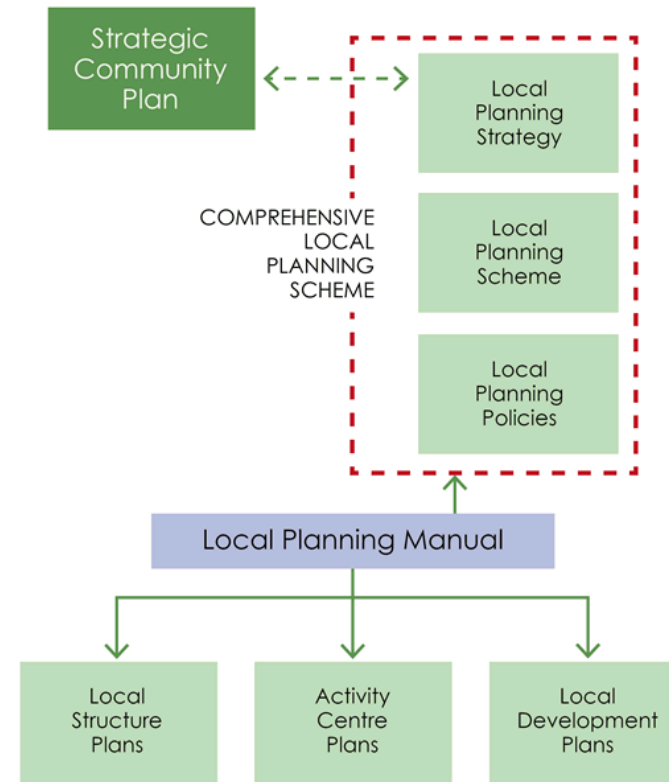 Strategic
Community
Plan
Local
Planning
Strategy
COMPREHENSIVE
LOCAL
PLANNING
SCHEME
Local
Planning
Scheme
Local
Planning
Policies
Local Planning Manual
Local
Structure
Plans
Activity
Centre
Plans
Local
Development
Plans